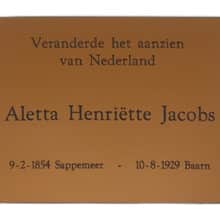 Veranderde het aanzien
van Nederland
Aletta Henriëtte Jacobs
9-2-1854 Sappemeer - 10-8-1929 Baarn